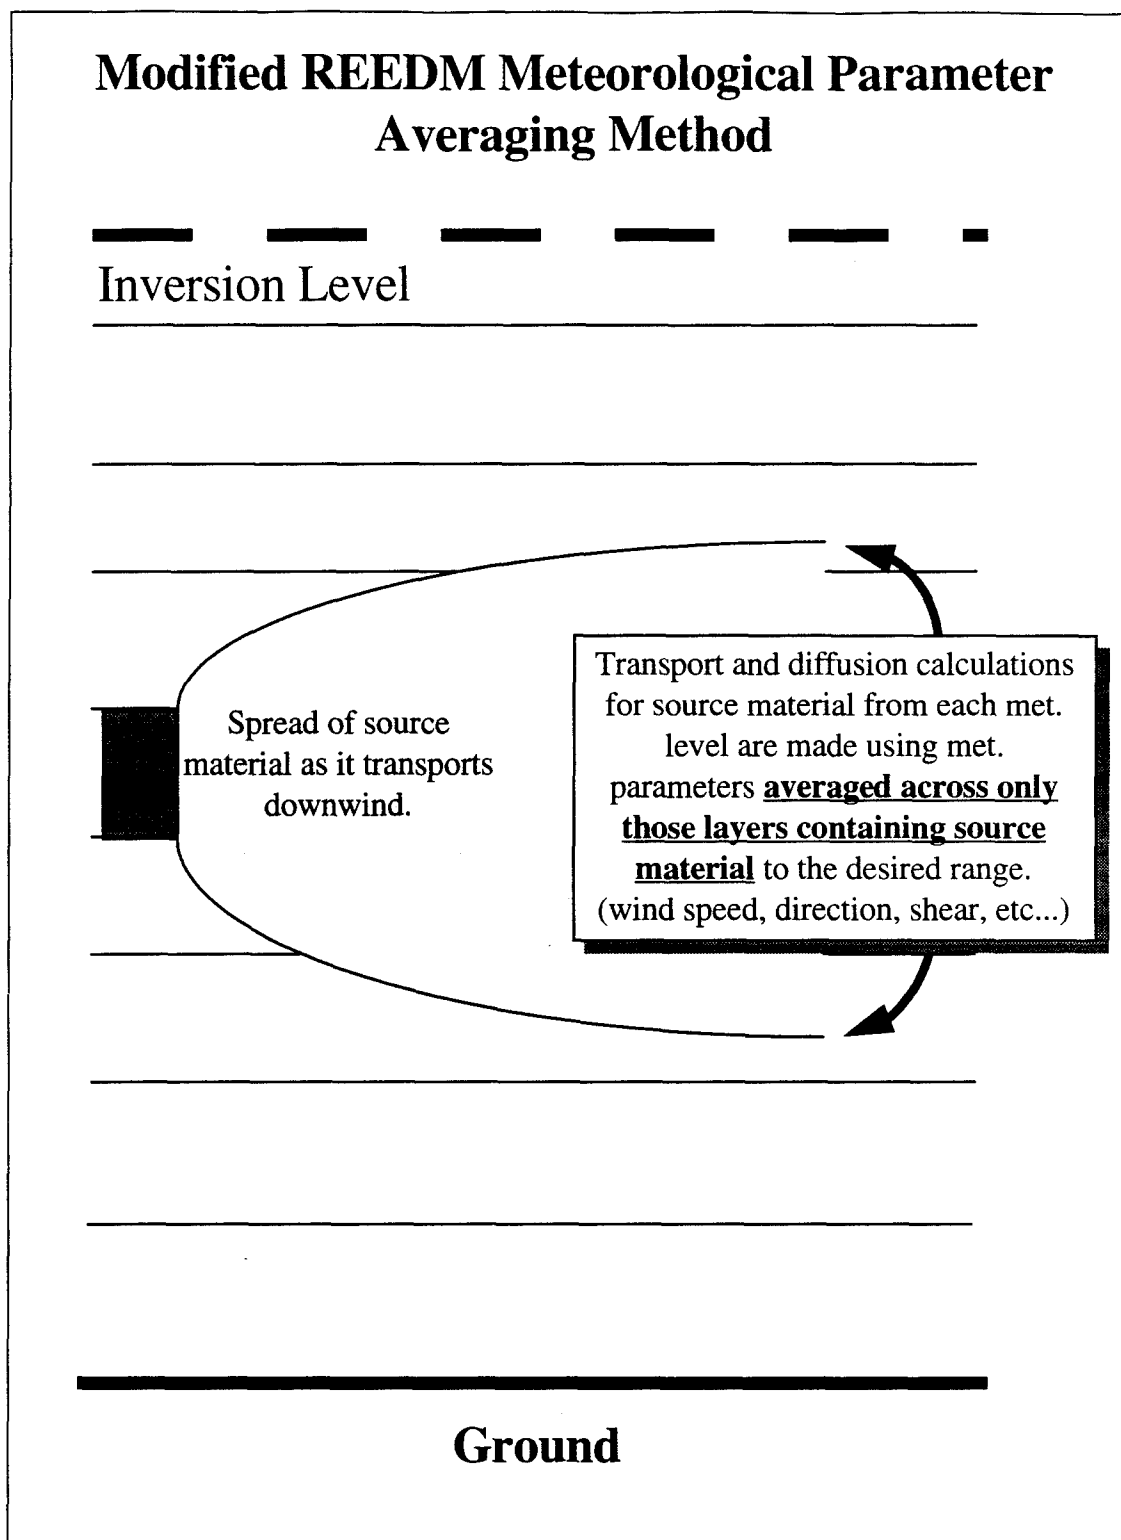 Modified REEDM Meteorological Parameter
Averaging Method
Inversion Level
Spread of source
material as it transports
downwind.
Transport and diffusion calculations
for source material from each met.
level are made using met.
parameters averaged across only
those layers containing source
material to the desired range.
(wind speed, direction, shear, etc...)
Ground